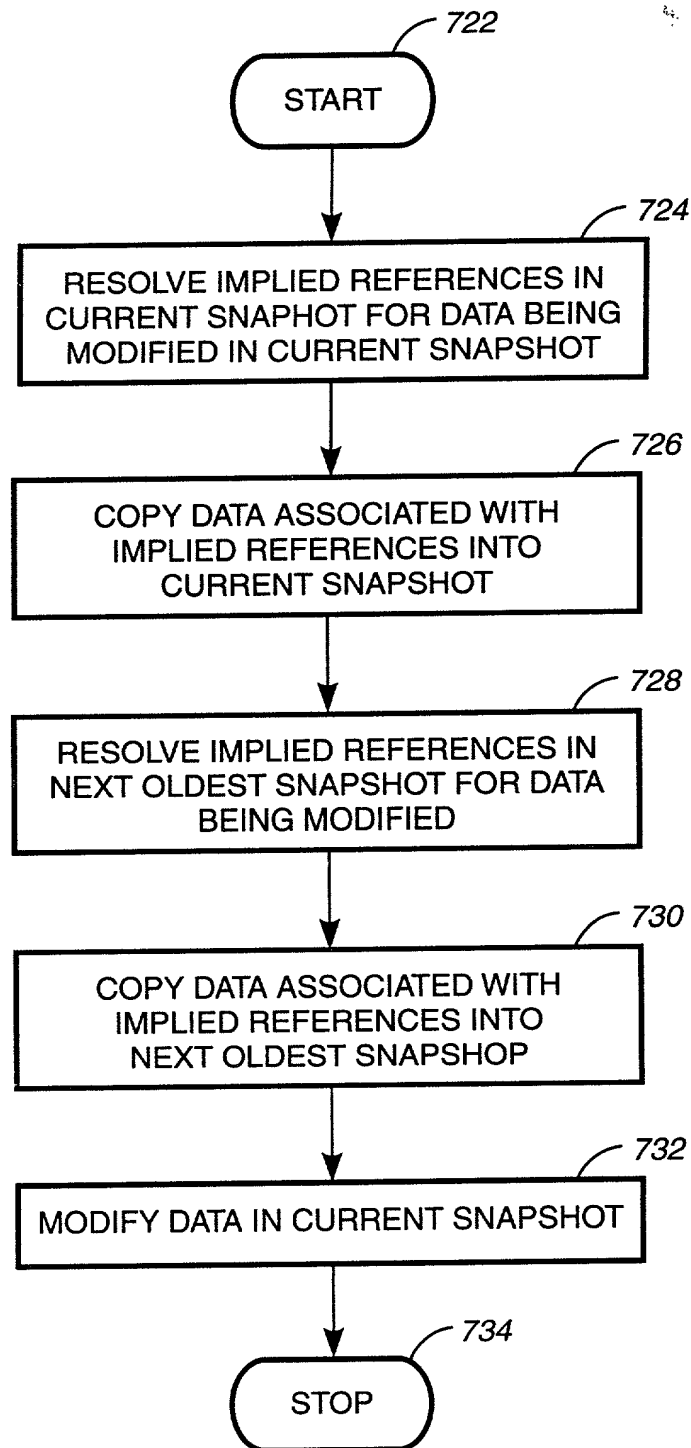 722
START
724
RESOLVE IMPLIED REFERENCES IN
CURRENT SNAPHOT FOR DATA BEING
MODIFIED IN CURRENT SNAPSHOT
726
COPY DATA ASSOCIATED WITH
IMPLIED REFERENCES INTO
CURRENT SNAPSHOT
728
RESOLVE IMPLIED REFERENCES IN
NEXT OLDEST SNAPSHOT FOR DATA
BEING MODIFIED
730
COPY DATA ASSOCIATED WITH
IMPLIED REFERENCES INTO
NEXT OLDEST SNAPSHOP
732
MODIFY DATA IN CURRENT SNAPSHOT
734
STOP